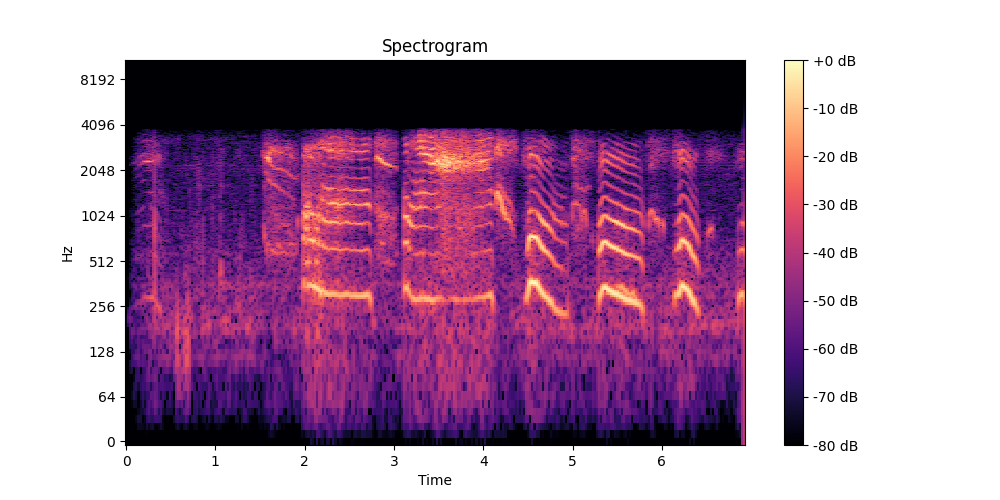 Spectrogram
8192
4096
2048
1024
512
256
128
64
0
Hz
0 1 2 3 4 5 6
Time
+0 dB
-10 dB
-20 dB
-30 dB
-40 dB
-50 dB
-60 dB
-70 dB
-80 dB